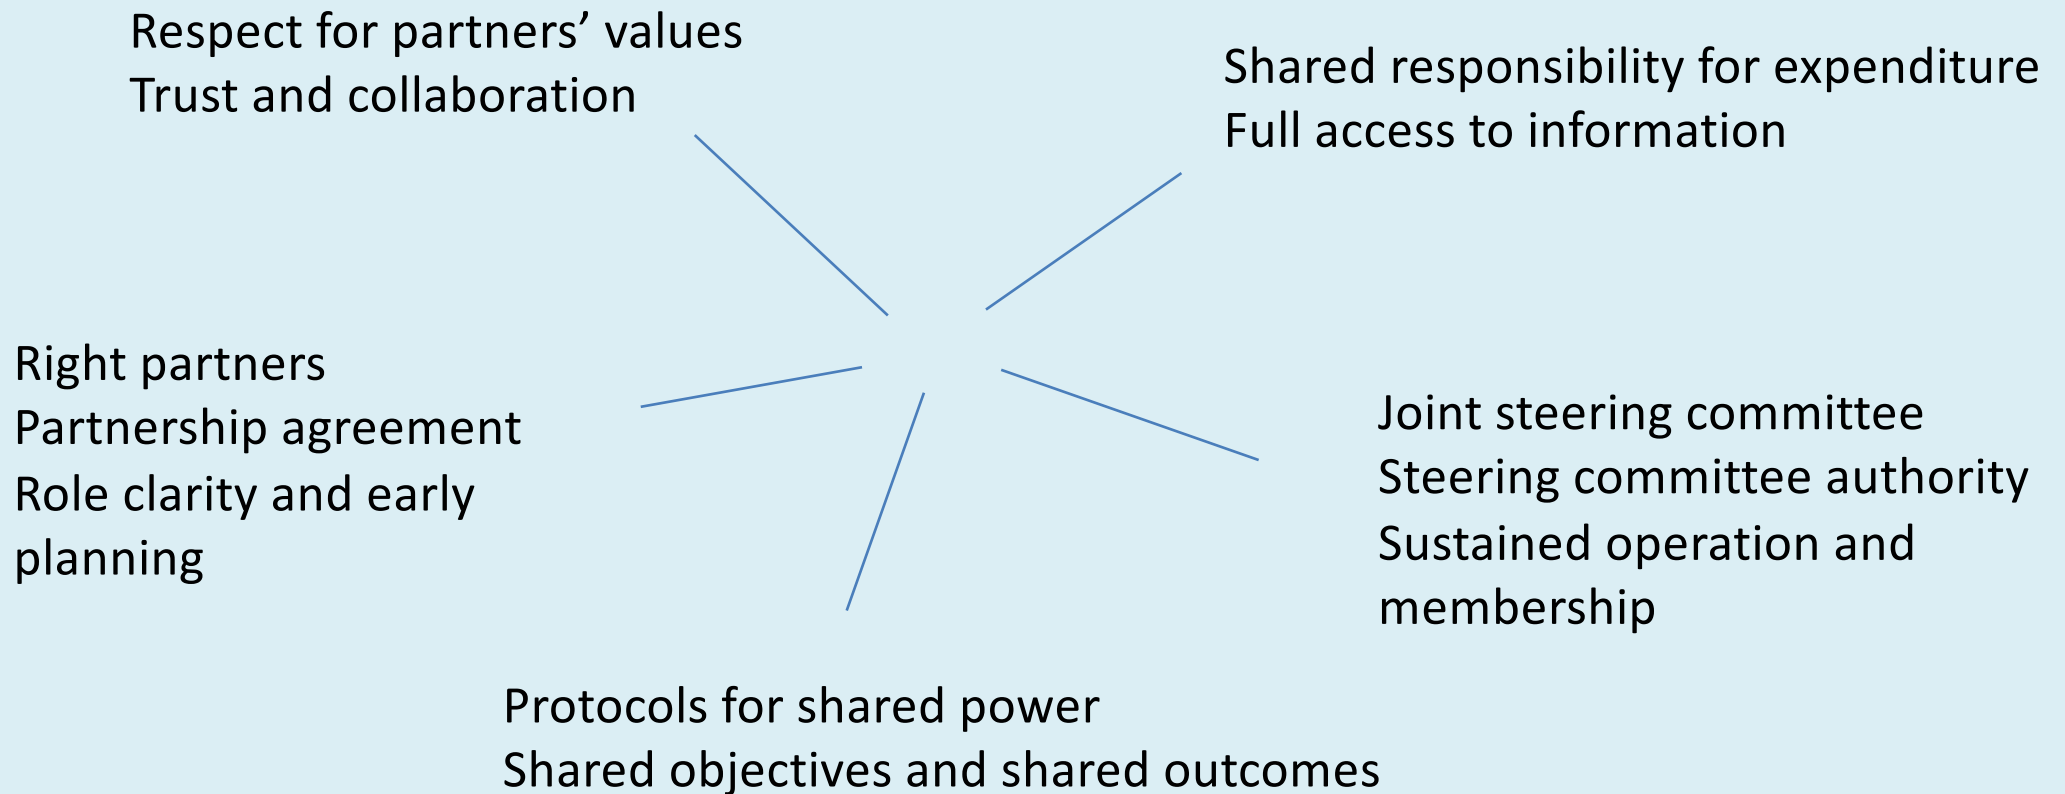 Respect for partners’ values
Trust and collaboration
Shared responsibility for expenditure
Full access to information
Right partners
Partnership agreement
Role clarity and early
planning
Joint steering committee
Steering committee authority
Sustained operation and
membership
Protocols for shared power
Shared objectives and shared outcomes